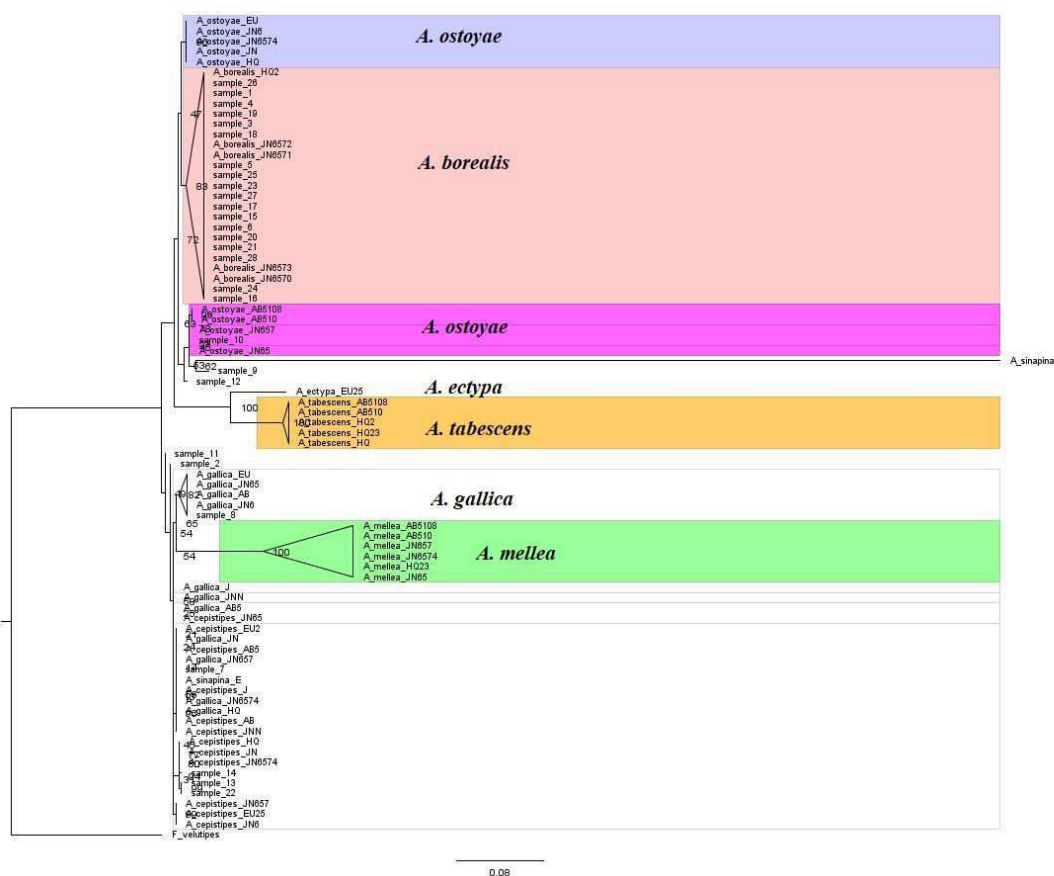 A_ostoyae_EU
A_ostoyae_JN6
A_ostoyae_JN6574
A_ostoyae_JN
A_ostoyae_HQ
A. ostoyae
A_borealis_HQ2
sample_26
sample_1
sample_4
47
sample_19
sample_3
sample_18
A_borealis_JN6572
A_borealis_JN6571
A. borealis
sample_5
sample_25
83
sample_23
sample_27
sample_17
sample_15
sample_6
72
sample_20
sample_21
sample_28
A_borealis_JN6573
A_borealis_JN6570
sample_24
sample_16
A_ostoyae_AB5108
A_ostoyae_AB510
63
A_ostoyae_JN657
A. ostoyae
sample_10
A_ostoyae_JN65
A_sinapina
53
62
sample_9
sample_12
A_ectypa_EU25
A. ectypa
A_tabescens_AB5108
100
A_tabescens_AB510
A_tabescens_HQ2
100
A_tabescens_HQ23
A_tabescens_HQ
A. tabescens
sample_11
sample_2
A_gallica_EU
A_gallica_JN65
49
82
A_gallica_AB
A_gallica_JN6
sample_8
A. gallica
65
54
54
100
A_mellea_AB5108
A_mellea_AB510
A_mellea_JN657
A_mellea_JN6574
A_mellea_HQ23
A_mellea_JN65
A. mellea
A_gallica_J
A_gallica_JNN
A_gallica_AB5
A_cepistipes_JN65
A_cepistipes_EU2
A_gallica_JN
A_cepistipes_AB5
A_gallica_JN657
sample_7
A_sinapina_E
A_cepistipes_J
A_gallica_JN6574
A_gallica_HQ
A_cepistipes_AB
A_cepistipes_JNN
A_cepistipes_HQ
A_cepistipes_JN
A_cepistipes_JN6574
sample_14
sample_13
sample_22
A_cepistipes_JN657
A_cepistipes_EU25
A_cepistipes_JN6
F_velutipes
0.08